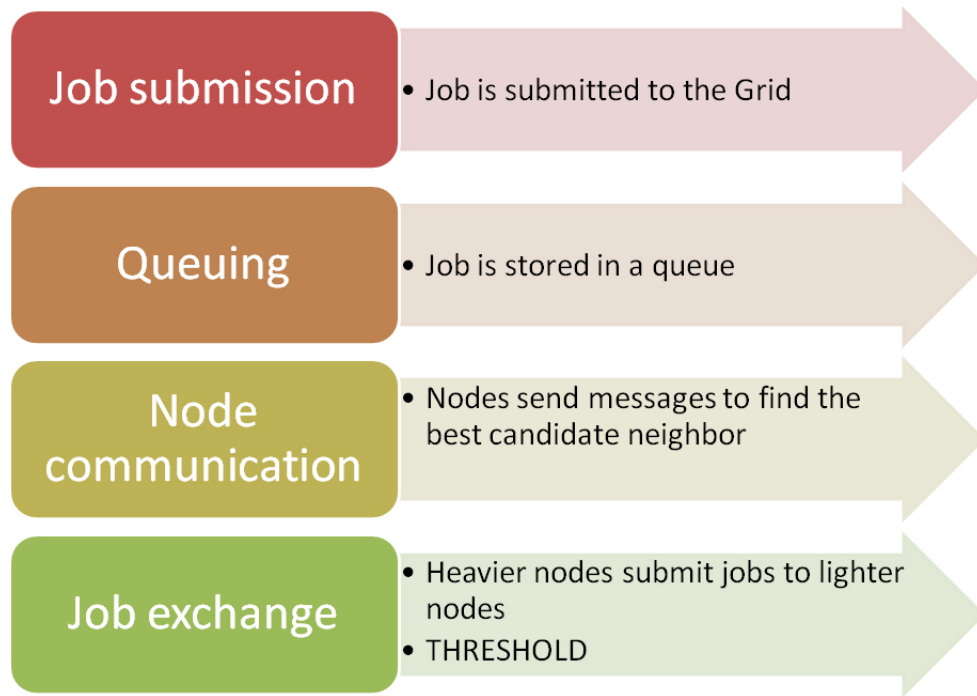 Job submission
• Job is submitted to the Grid
Queuing
• Job is stored in a queue
Node
communication
• Nodes send messages to find the
best candidate neighbor
Job exchange
• Heavier nodes submit jobs to lighter
nodes
• THRESHOLD